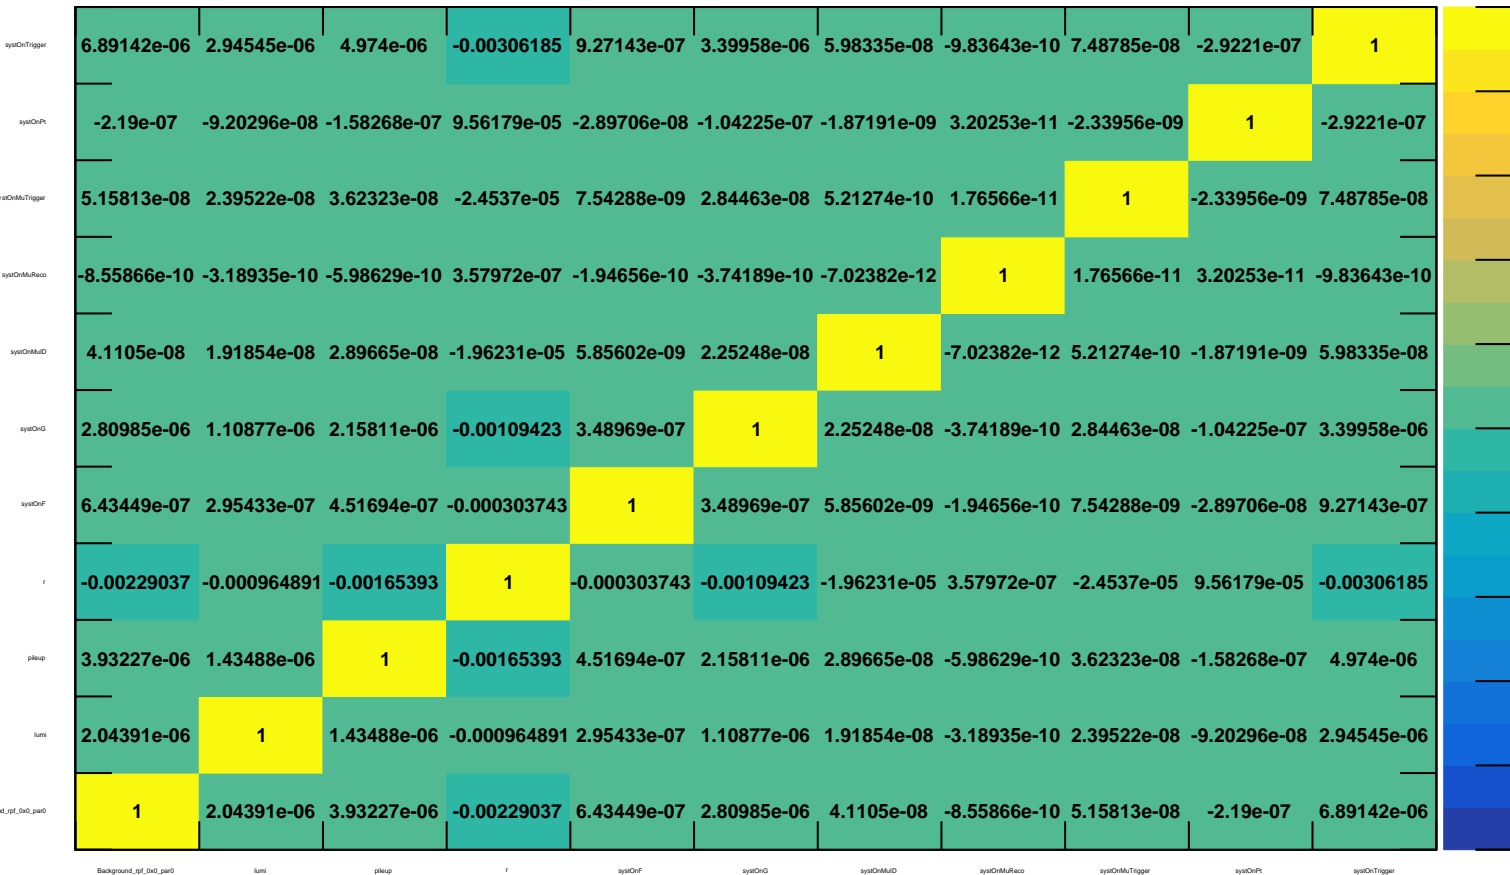 systOnTrigger 6.89142e-06 2.94545e-06 4.974e-06 -0.00306185 9.27143e-07 3.39958e-06 5.98335e-08 -9.83643e-10 7.48785e-08 -2.9221e-07 1
systOnPt -2.19e-07 -9.20296e-08 -1.58268e-07 9.56179e-05 -2.89706e-08 -1.04225e-07 -1.87191e-09 3.20253e-11 -2.33956e-09 1 -2.9221e-07
ystOnMuTrigger 5.15813e-08 2.39522e-08 3.62323e-08 -2.4537e-05 7.54288e-09 2.84463e-08 5.21274e-10 1.76566e-11 1 -2.33956e-09 7.48785e-08
systOnMuReco -8.55866e-10 -3.18935e-10 -5.98629e-10 3.57972e-07 -1.94656e-10 -3.74189e-10 -7.02382e-12 1 1.76566e-11 3.20253e-11 -9.83643e-10
systOnMuID 4.1105e-08 1.91854e-08 2.89665e-08 -1.96231e-05 5.85602e-09 2.25248e-08 1 -7.02382e-12 5.21274e-10 -1.87191e-09 5.98335e-08
systOnG 2.80985e-06 1.10877e-06 2.15811e-06 -0.00109423 3.48969e-07 1 2.25248e-08 -3.74189e-10 2.84463e-08 -1.04225e-07 3.39958e-06
systOnF 6.43449e-07 2.95433e-07 4.51694e-07 -0.000303743 1 3.48969e-07 5.85602e-09 -1.94656e-10 7.54288e-09 -2.89706e-08 9.27143e-07
r -0.00229037 -0.000964891 -0.00165393 1 -0.000303743 -0.00109423 -1.96231e-05 3.57972e-07 -2.4537e-05 9.56179e-05 -0.00306185
pileup 3.93227e-06 1.43488e-06 1 -0.00165393 4.51694e-07 2.15811e-06 2.89665e-08 -5.98629e-10 3.62323e-08 -1.58268e-07 4.974e-06
lumi 2.04391e-06 1 1.43488e-06 -0.000964891 2.95433e-07 1.10877e-06 1.91854e-08 -3.18935e-10 2.39522e-08 -9.20296e-08 2.94545e-06
nd_rpf_0x0_par0 1 2.04391e-06 3.93227e-06 -0.00229037 6.43449e-07 2.80985e-06 4.1105e-08 -8.55866e-10 5.15813e-08 -2.19e-07 6.89142e-06
Background_rpf_0x0_par0 lumi pileup r systOnF systOnG systOnMuID systOnMuReco systOnMuTrigger systOnPt systOnTrigger